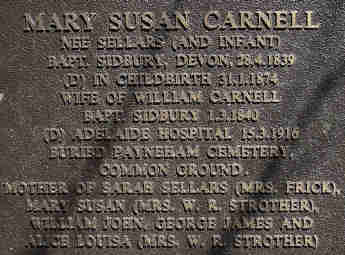 MARY SUSAN CARNELL
NEE SELLARS (AND INFANT)
BAPT. SIDBURY, DEVON, 28.4.1839
(D) IN CHILDBIRTH 31.1.1874
WIFE OF WILLIAM CARNELL
BAPT. SIDBURY 1.3.1840
(D) ADELAIDE HOSPITAL 15.3.1916
BURIED PAYNEHAM CEMETERY,
COMMON GROUND.
MOTHER OF SARAH SELLARS (MRS. FRICK),
MARY SUSAN (MRS. W. R. STROTHER),
WILLIAM JOHN, GEORGE JAMES AND
ALICE LOUISA (MRS. W. R. STROTHER)